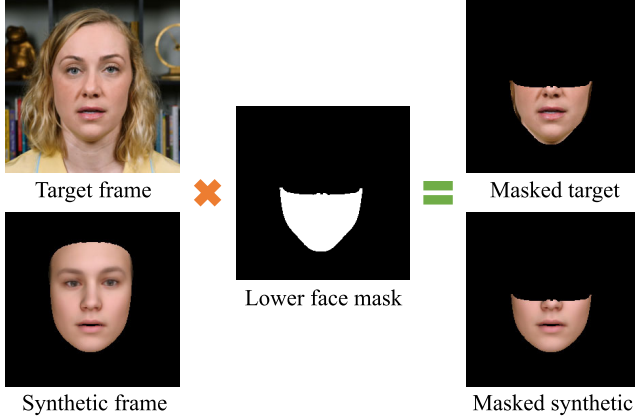 Target frame
Masked target
Lower face mask
Synthetic frame
Masked synthetic